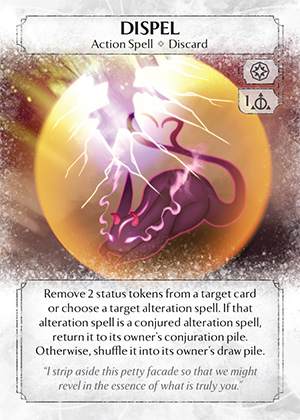 DISPEL
Action Spell ⬦ Discard
1
Remove 2 status tokens from a target card
or choose a target alteration spell. If that
alteration spell is a conjured alteration spell,
return it to its owner's conjuration pile.
Otherwise, shuffle it into its owner's draw pile.
"I strip aside this petty facade so that we might
revel in the essence of what is truly you."